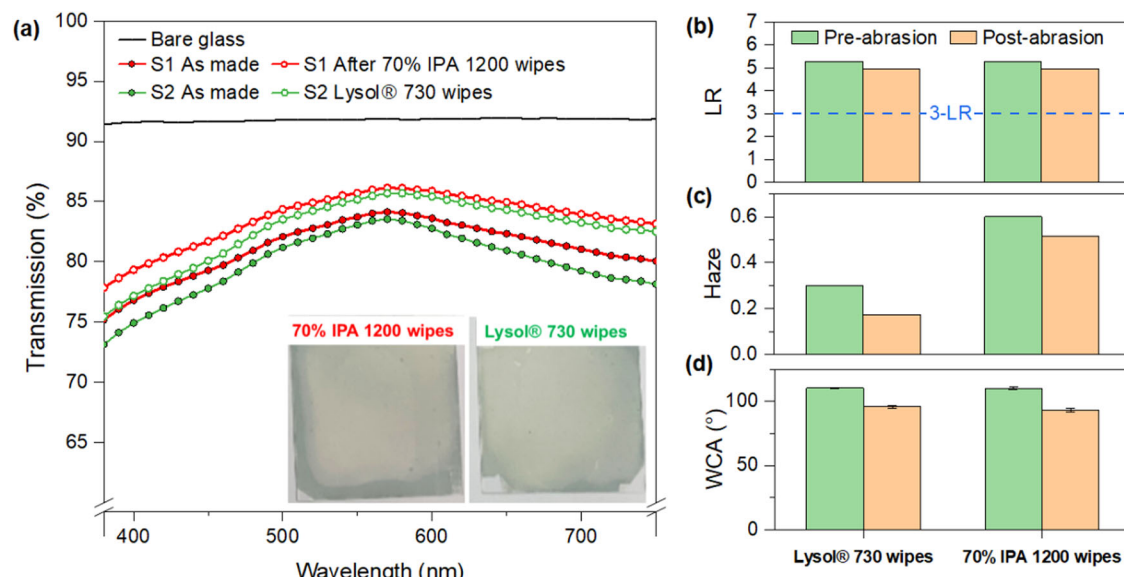 (a)
100
95
90
85
80
75
70
65
Transmission (%)
Bare glass
S1 As made
S1 After 70% IPA 1200 wipes
S2 As made
S2 Lysol® 730 wipes
70% IPA 1200 wipes
Lysol® 730 wipes
400
500
600
700
Wavelength (nm)
(b)
7
6
5
4
3
2
1
0
LR
Pre-abrasion
Post-abrasion
3-LR
(c)
0.6
0.4
0.2
0.0
Haze
(d)
100
50
0
WCA (°)
Lysol® 730 wipes
70% IPA 1200 wipes